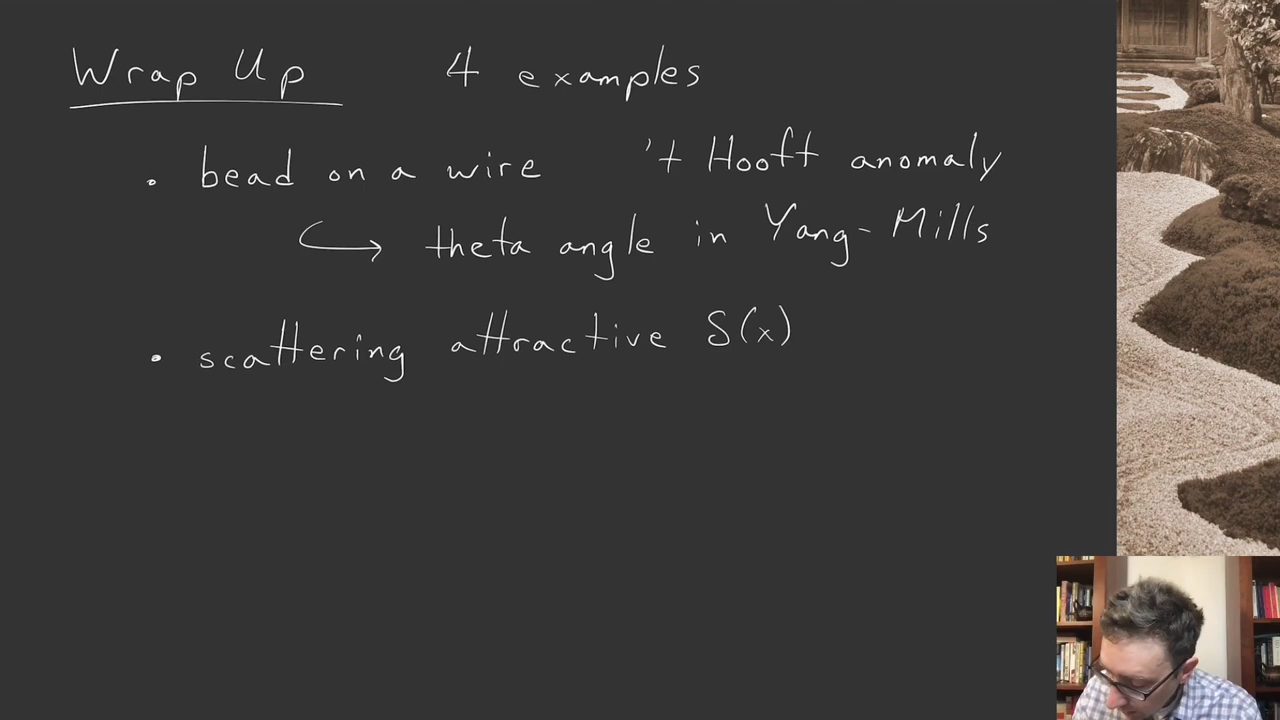 Wrap Up 4 examples
• bead on a wire 't Hooft anomaly
↪ theta angle in Yang-Mills
• scattering attractive δ(x)